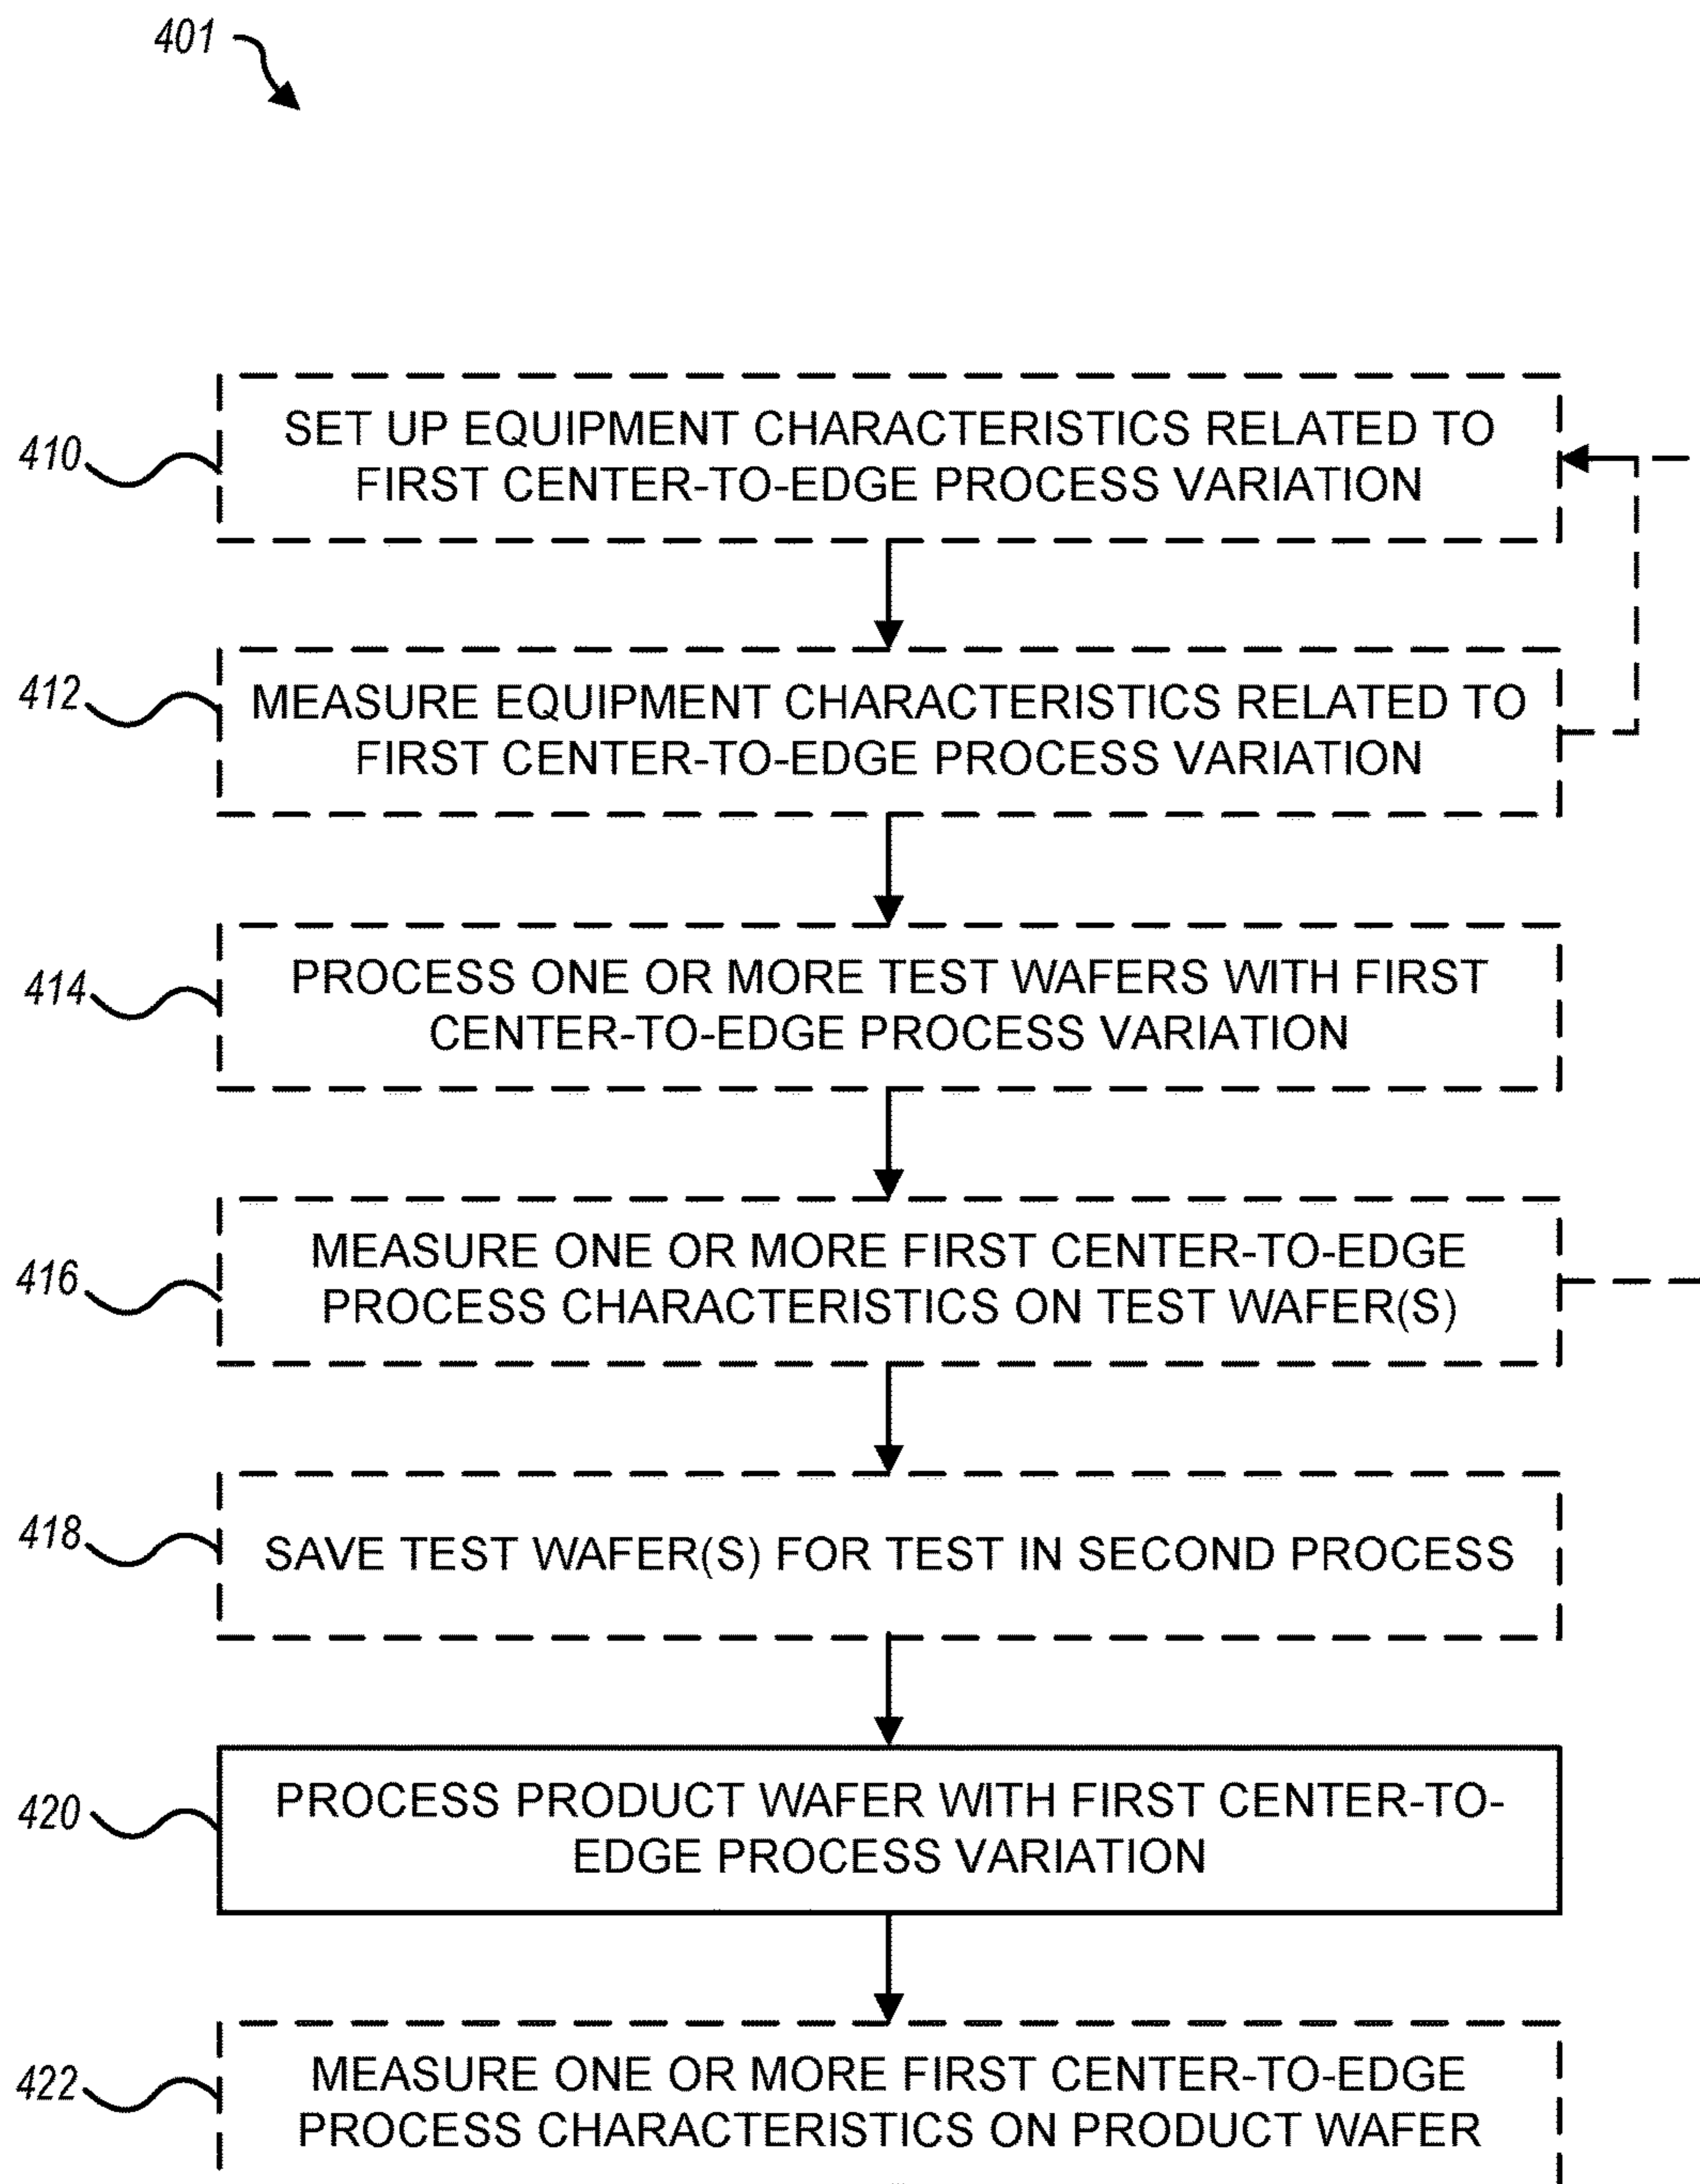 401
410
SET UP EQUIPMENT CHARACTERISTICS RELATED TO
FIRST CENTER-TO-EDGE PROCESS VARIATION
412
MEASURE EQUIPMENT CHARACTERISTICS RELATED TO
FIRST CENTER-TO-EDGE PROCESS VARIATION
414
PROCESS ONE OR MORE TEST WAFERS WITH FIRST
CENTER-TO-EDGE PROCESS VARIATION
416
MEASURE ONE OR MORE FIRST CENTER-TO-EDGE
PROCESS CHARACTERISTICS ON TEST WAFER(S)
418
SAVE TEST WAFER(S) FOR TEST IN SECOND PROCESS
420
PROCESS PRODUCT WAFER WITH FIRST CENTER-TO-
EDGE PROCESS VARIATION
422
MEASURE ONE OR MORE FIRST CENTER-TO-EDGE
PROCESS CHARACTERISTICS ON PRODUCT WAFER